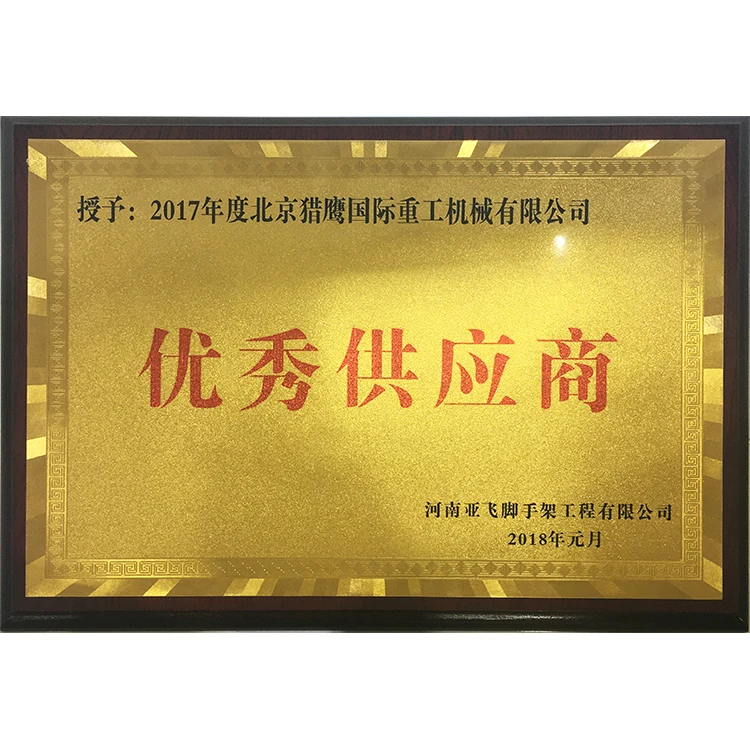 授予：2017年度北京猎鹰国际重工机械有限公司
优秀供应商
河南亚飞脚手架工程有限公司
2018年元月